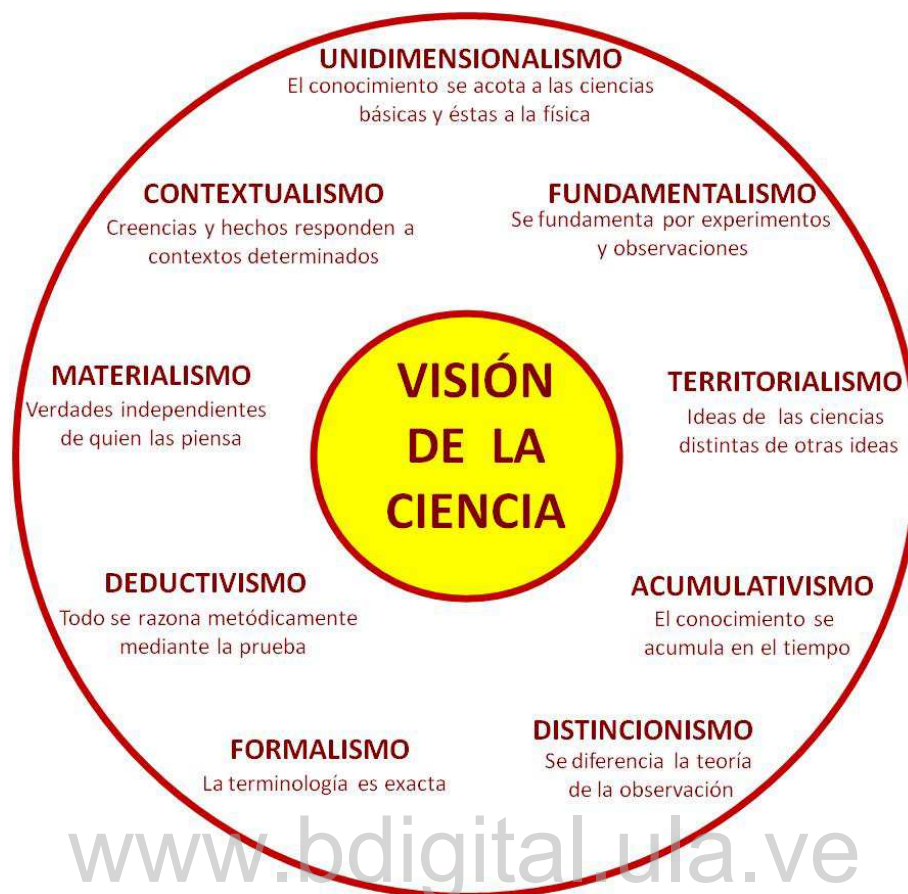 UNIDIMENSIONALISMO
El conocimiento se acota a las ciencias
básicas y éstas a la física
CONTEXTUALISMO
Creencias y hechos responden a
contextos determinados
FUNDAMENTALISMO
Se fundamenta por experimentos
y observaciones
MATERIALISMO
Verdades independientes
de quien las piensa
VISIÓN
DE LA
CIENCIA
TERRITORIALISMO
Ideas de las ciencias
distintas de otras ideas
DEDUCTIVISMO
Todo se razona metódicamente
mediante la prueba
ACUMULATIVISMO
El conocimiento se
acumula en el tiempo
FORMALISMO
La terminología es exacta
DISTINCIONISMO
Se diferencia la teoría
de la observación
www.bdigital.ula.ve